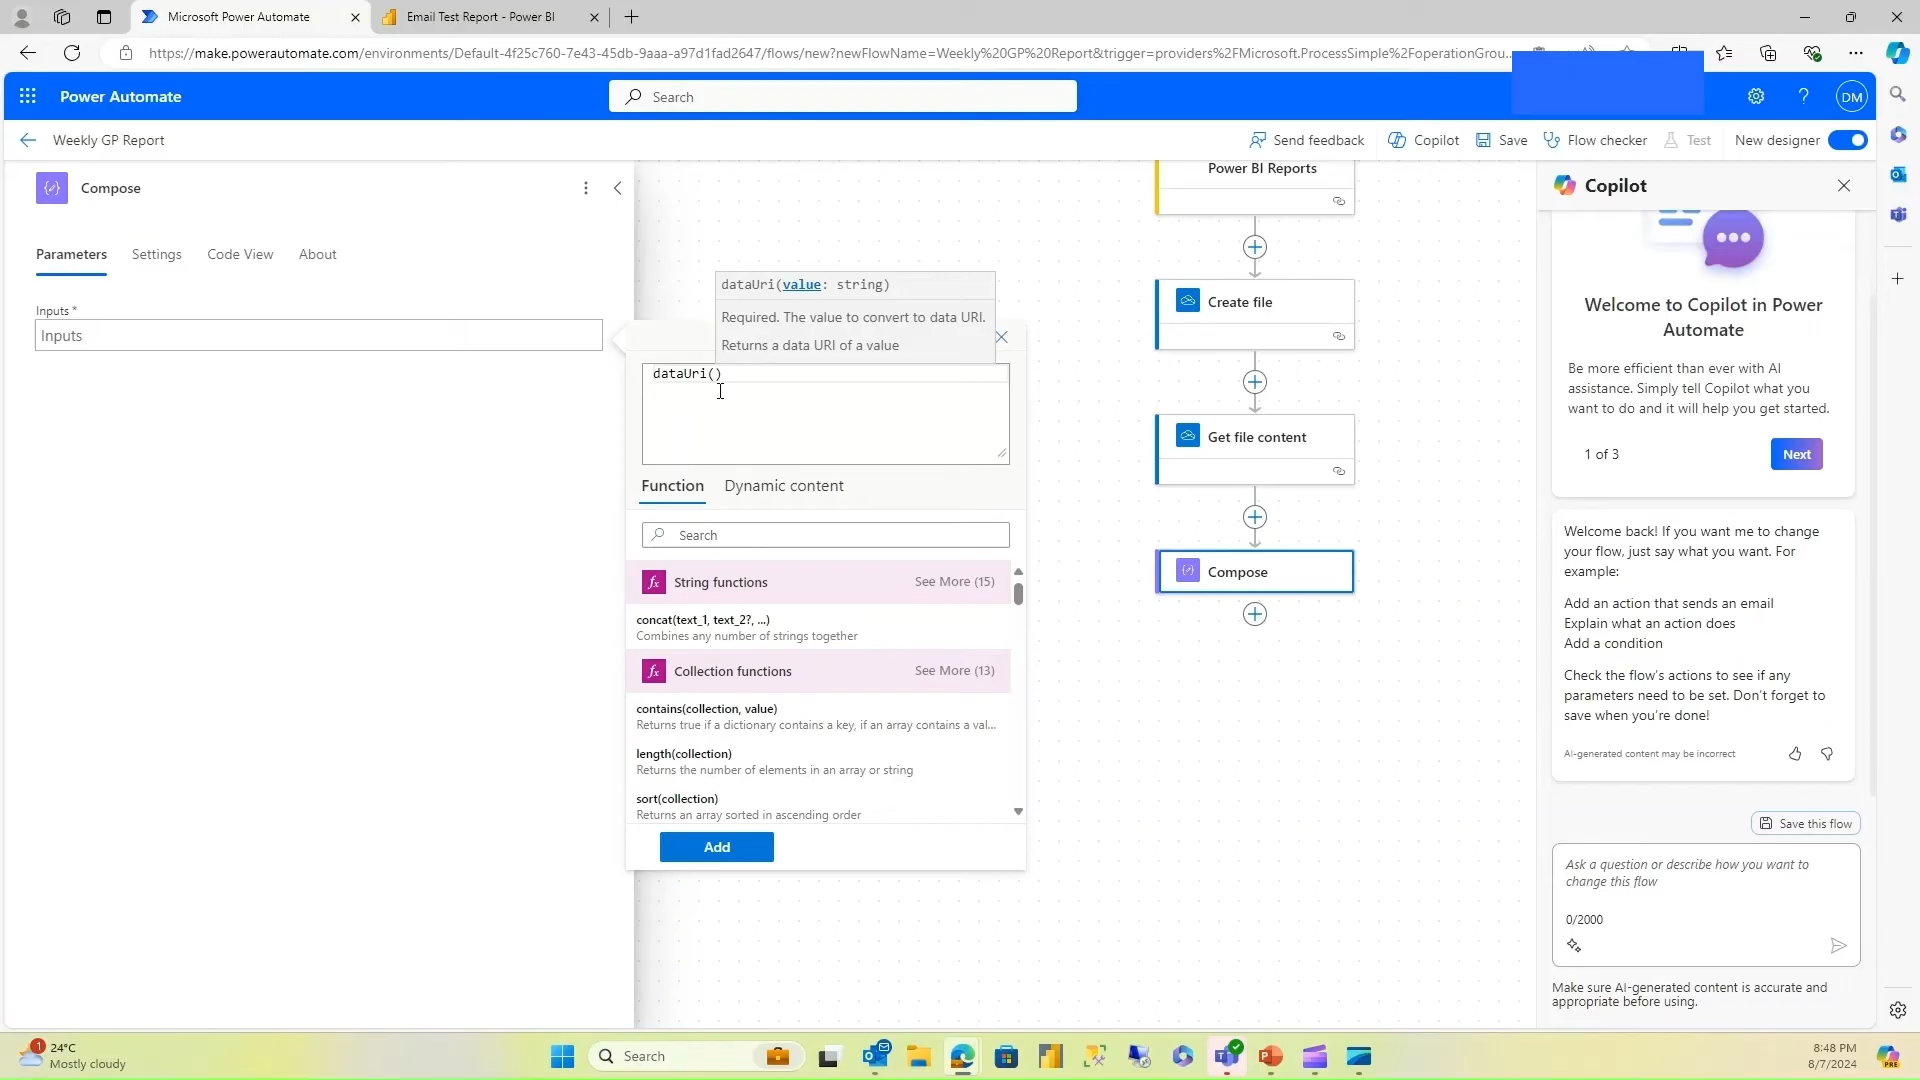 Microsoft Power Automate
Email Test Report - Power BI
https://make.powerautomate.com/environments/Default-4f25c760-7e43-45db-9aaa-a97d1fad2647/flows/new?newFlowName=Weekly%20GP%20Report&trigger=providers%2FMicrosoft.ProcessSimple%2FoperationGrou...
Power Automate
Search
DM
Weekly GP Report
Send feedback
Copilot
Save
Flow checker
Test
New designer
Compose
Parameters
Settings
Code View
About
Inputs *
Inputs
dataUri(value: string)
Required. The value to convert to data URI.
Returns a data URI of a value
dataUri()
Function
Dynamic content
Search
String functions
See More (15)
concat(text_1, text_2?, ...)
Combines any number of strings together
Collection functions
See More (13)
contains(collection, value)
Returns true if a dictionary contains a key, if an array contains a val...
length(collection)
Returns the number of elements in an array or string
sort(collection)
Returns an array sorted in ascending order
Add
Power BI Reports
Create file
Get file content
Compose
Copilot
Welcome to Copilot in Power
Automate
Be more efficient than ever with AI
assistance. Simply tell Copilot what you
want to do and it will help you get started.
1 of 3
Next
Welcome back! If you want me to change
your flow, just say what you want. For
example:
Add an action that sends an email
Explain what an action does
Add a condition
Check the flow's actions to see if any
parameters need to be set. Don't forget to
save when you're done!
AI-generated content may be incorrect
Save this flow
Ask a question or describe how you want to
change this flow
0/2000
Make sure AI-generated content is accurate and
appropriate before using.
1
24°C
Mostly cloudy
Search
8:48 PM
8/7/2024
PRE